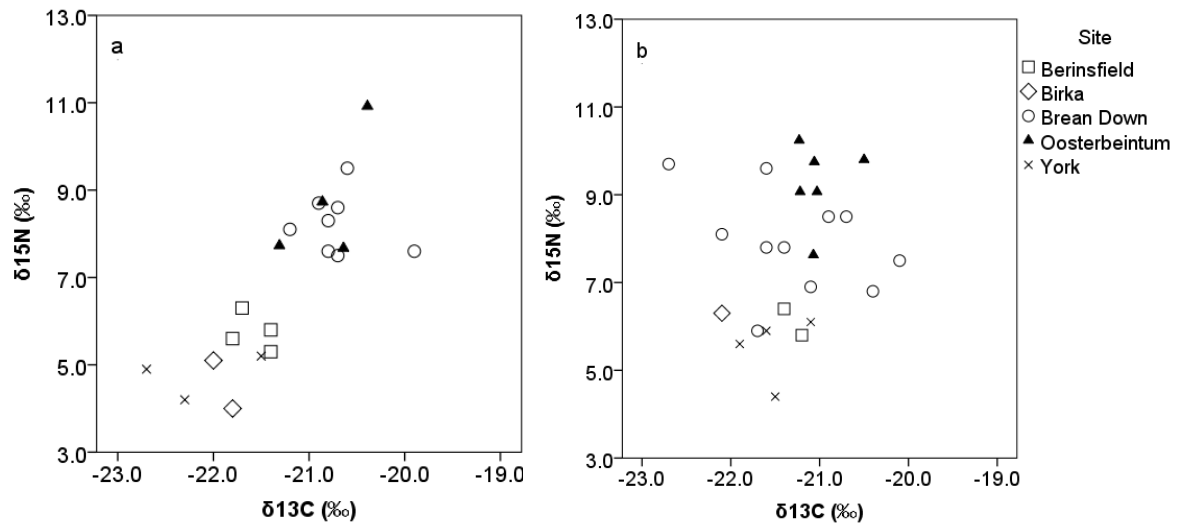 a
13.0
11.0
9.0
7.0
5.0
3.0
δ15N (‰)
-23.0 -22.0 -21.0 -20.0 -19.0
δ13C (‰)
b
13.0
11.0
9.0
7.0
5.0
3.0
δ15N (‰)
-23.0 -22.0 -21.0 -20.0 -19.0
δ13C (‰)
Site
Berinsfield
Birka
Brean Down
Oosterbeintum
York